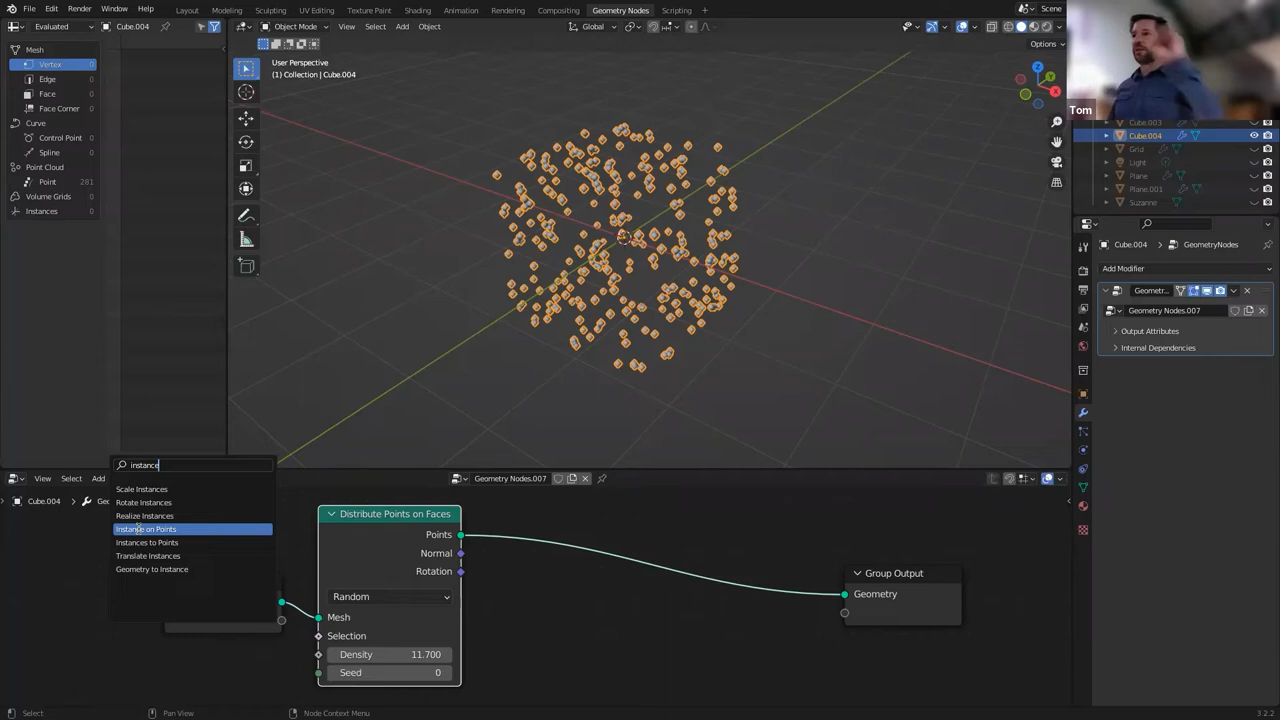 File Edit Render Window Help
Layout Modeling Sculpting UV Editing Texture Paint Shading Animation Rendering Compositing Geometry Nodes Scripting
Scene
Evaluated
Cube.004
Object Mode
View Select Add Object
Global
Options
Mesh
Vertex 0
Edge 0
Face 0
Face Corner 0
Curve
Control Point 0
Spline 0
Point Cloud
Point 281
Volume Grids 0
Instances 0
User Perspective
(1) Collection | Cube.004
Z
Y
X
Tom
Cube.003
Cube.004
Grid
Light
Plane
Plane.001
Suzanne
Cube.004 > GeometryNodes
Add Modifier
Geometr...
Geometry Nodes.007
Output Attributes
Internal Dependencies
instance
Scale Instances
Rotate Instances
Realize Instances
Instance on Points
Instances to Points
Translate Instances
Geometry to Instance
View Select Add
Geometry Nodes.007
Cube.004
Distribute Points on Faces
Points
Normal
Rotation
Random
Mesh
Selection
Density 11.700
Seed 0
Group Output
Geometry
Select
Pan View
Node Context Menu
3.2.2